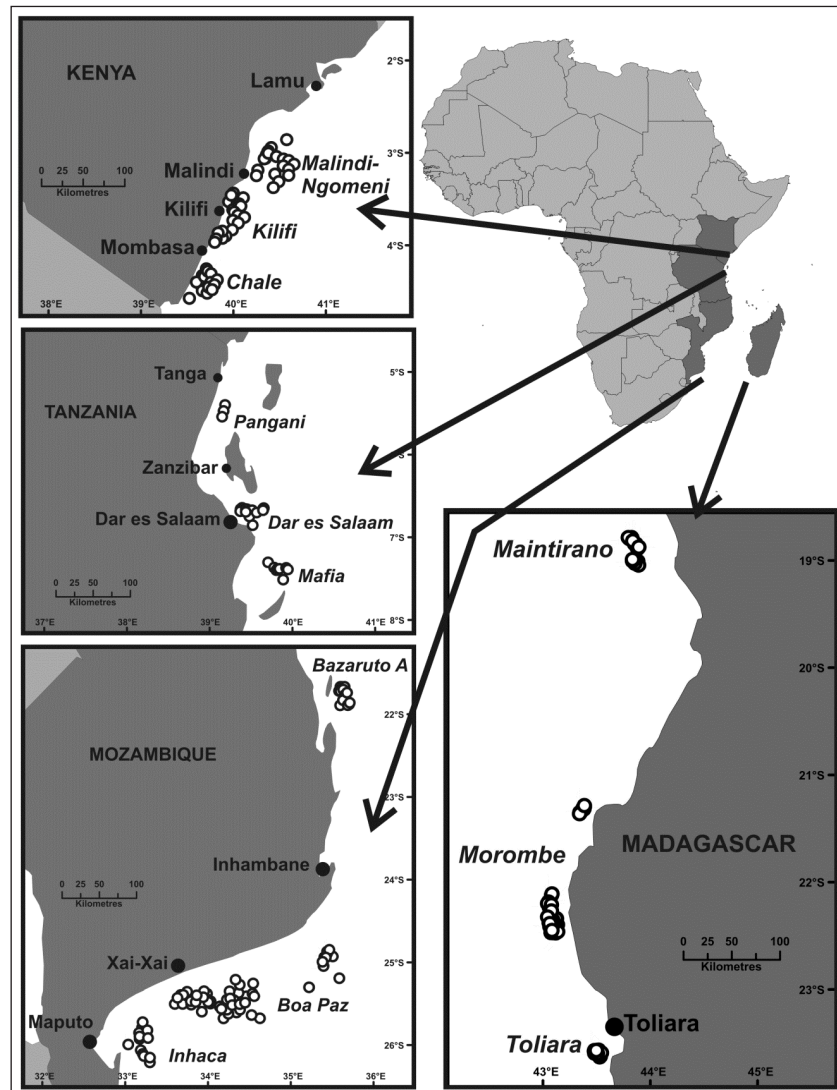 KENYA
Lamu
2°S
0 25 50 75 100
Kilometres
Malindi
Malindi-
Ngomeni
3°S
Kilifi
Kilifi
Mombasa
4°S
Chale
38°E 39°E 40°E 41°E
Tanga
5°S
TANZANIA
Pangani
Zanzibar
Dar es Salaam
Dar es Salaam
7°S
Mafia
0 25 50 75 100
Kilometres
8°S
37°E 38°E 39°E 40°E 41°E
Bazaruto A
22°S
MOZAMBIQUE
23°S
Inhambane
0 25 50 75 100
Kilometres
24°S
Xai-Xai
25°S
Boa Paz
Maputo
Inhaca
26°S
32°E 33°E 34°E 35°E 36°E
Maintirano
19°S
20°S
21°S
Morombe
MADAGASCAR
22°S
0 25 50 75 100
Kilometres
23°S
Toliara
Toliara
43°E 44°E 45°E